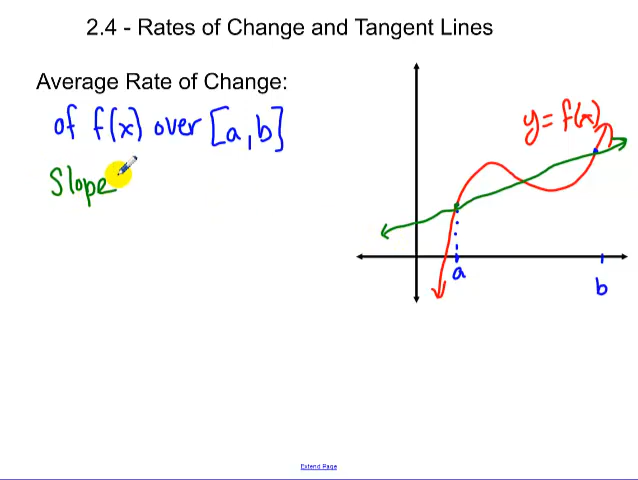 2.4 - Rates of Change and Tangent Lines
Average Rate of Change:
of f(x) over [a,b]
Slope
y = f(x)
a
b
Extend Page